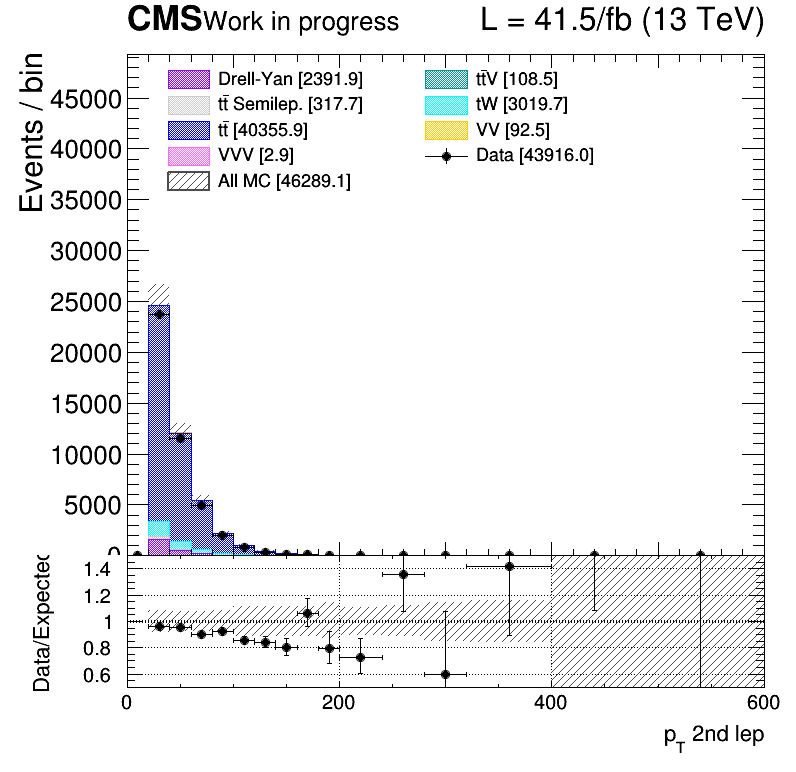 CMS Work in progress L = 41.5/fb (13 TeV)
Events / bin
45000
40000
35000
30000
25000
20000
15000
10000
5000
0
Drell-Yan [2391.9]
tt̄ Semilep. [317.7]
tt̄ [40355.9]
VVV [2.9]
All MC [46289.1]
tt̄V [108.5]
tW [3019.7]
VV [92.5]
Data [43916.0]
Data/Expected
1.4
1.2
1
0.8
0.6
0 200 400 600
p_T 2nd lep